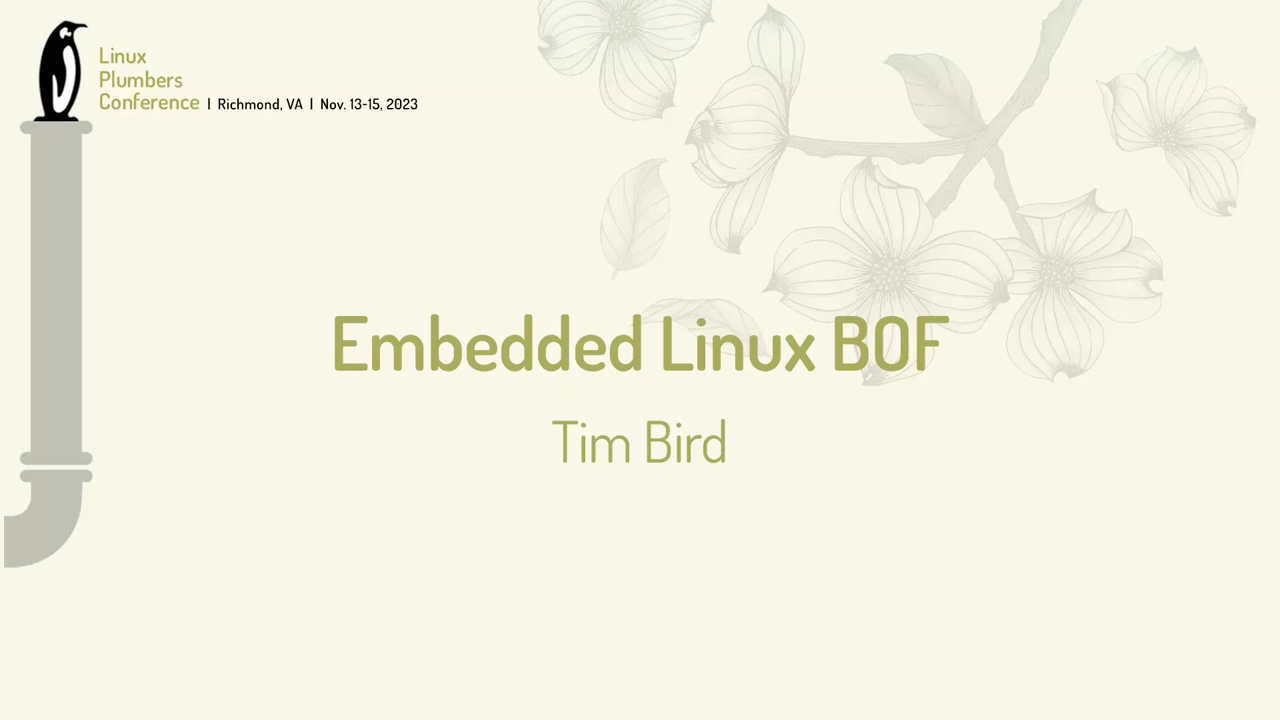 Linux
Plumbers
Conference | Richmond, VA | Nov. 13-15, 2023
Embedded Linux BOF
Tim Bird